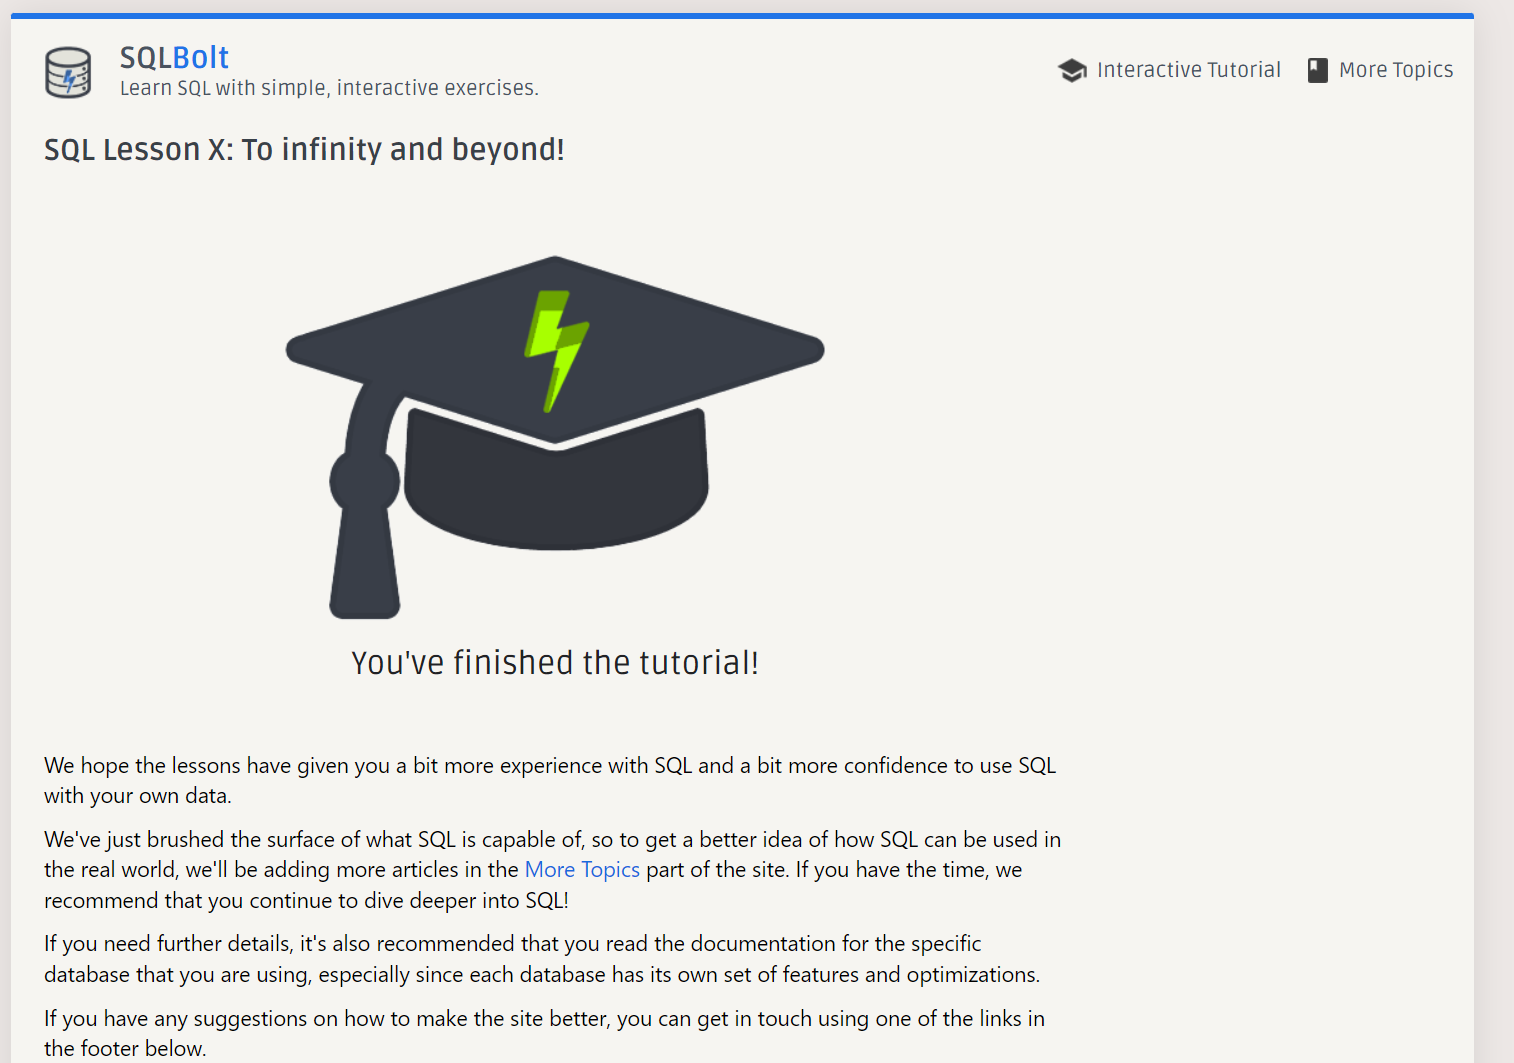 SQLBolt
Learn SQL with simple, interactive exercises.
Interactive Tutorial
More Topics
SQL Lesson X: To infinity and beyond!
You've finished the tutorial!
We hope the lessons have given you a bit more experience with SQL and a bit more confidence to use SQL
with your own data.
We've just brushed the surface of what SQL is capable of, so to get a better idea of how SQL can be used in
the real world, we'll be adding more articles in the More Topics part of the site. If you have the time, we
recommend that you continue to dive deeper into SQL!
If you need further details, it's also recommended that you read the documentation for the specific
database that you are using, especially since each database has its own set of features and optimizations.
If you have any suggestions on how to make the site better, you can get in touch using one of the links in
the footer below.